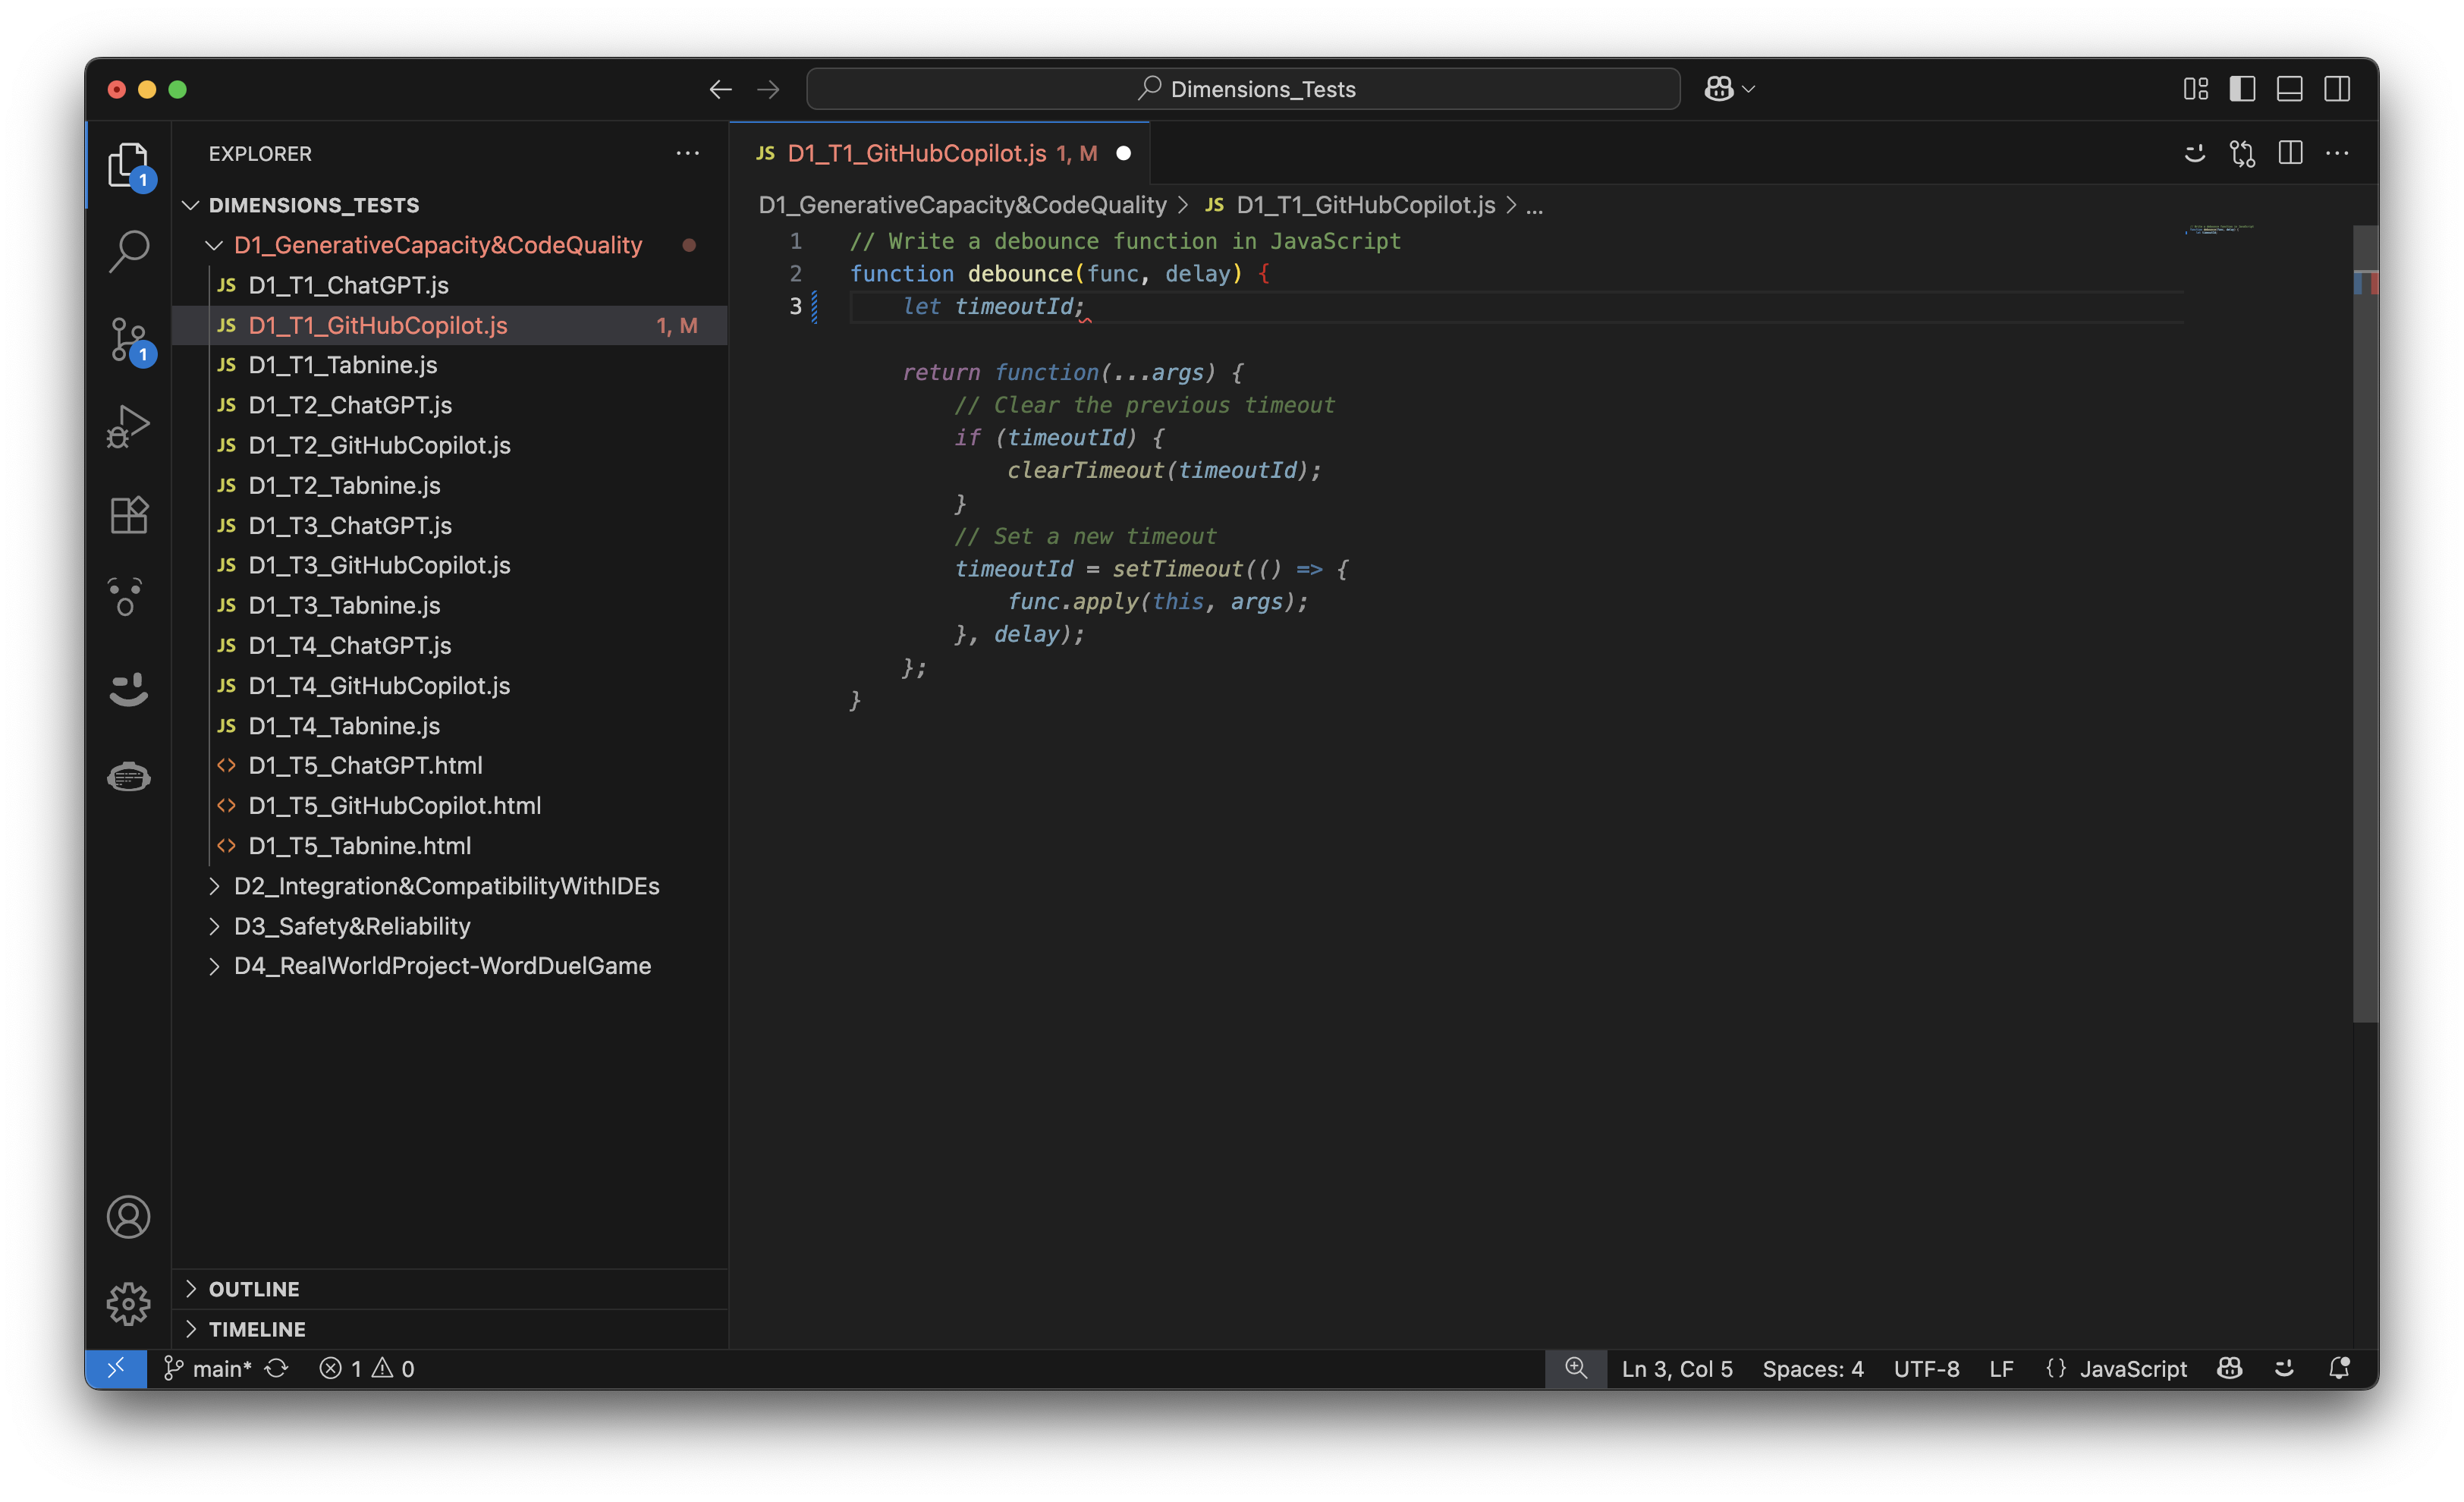 Dimensions_Tests
1
1
EXPLORER
DIMENSIONS_TESTS
D1_GenerativeCapacity&CodeQuality
JS D1_T1_ChatGPT.js
JS D1_T1_GitHubCopilot.js 1, M
JS D1_T1_Tabnine.js
JS D1_T2_ChatGPT.js
JS D1_T2_GitHubCopilot.js
JS D1_T2_Tabnine.js
JS D1_T3_ChatGPT.js
JS D1_T3_GitHubCopilot.js
JS D1_T3_Tabnine.js
JS D1_T4_ChatGPT.js
JS D1_T4_GitHubCopilot.js
JS D1_T4_Tabnine.js
<> D1_T5_ChatGPT.html
<> D1_T5_GitHubCopilot.html
<> D1_T5_Tabnine.html
D2_Integration&CompatibilityWithIDEs
D3_Safety&Reliability
D4_RealWorldProject-WordDuelGame
OUTLINE
TIMELINE
JS D1_T1_GitHubCopilot.js 1, M
D1_GenerativeCapacity&CodeQuality > JS D1_T1_GitHubCopilot.js > ...
1 // Write a debounce function in JavaScript
2 function debounce(func, delay) {
3     let timeoutId;
    return function(...args) {
        // Clear the previous timeout
        if (timeoutId) {
            clearTimeout(timeoutId);
        }
        // Set a new timeout
        timeoutId = setTimeout(() => {
            func.apply(this, args);
        }, delay);
    };
}
main* 1 0 Ln 3, Col 5 Spaces: 4 UTF-8 LF {} JavaScript